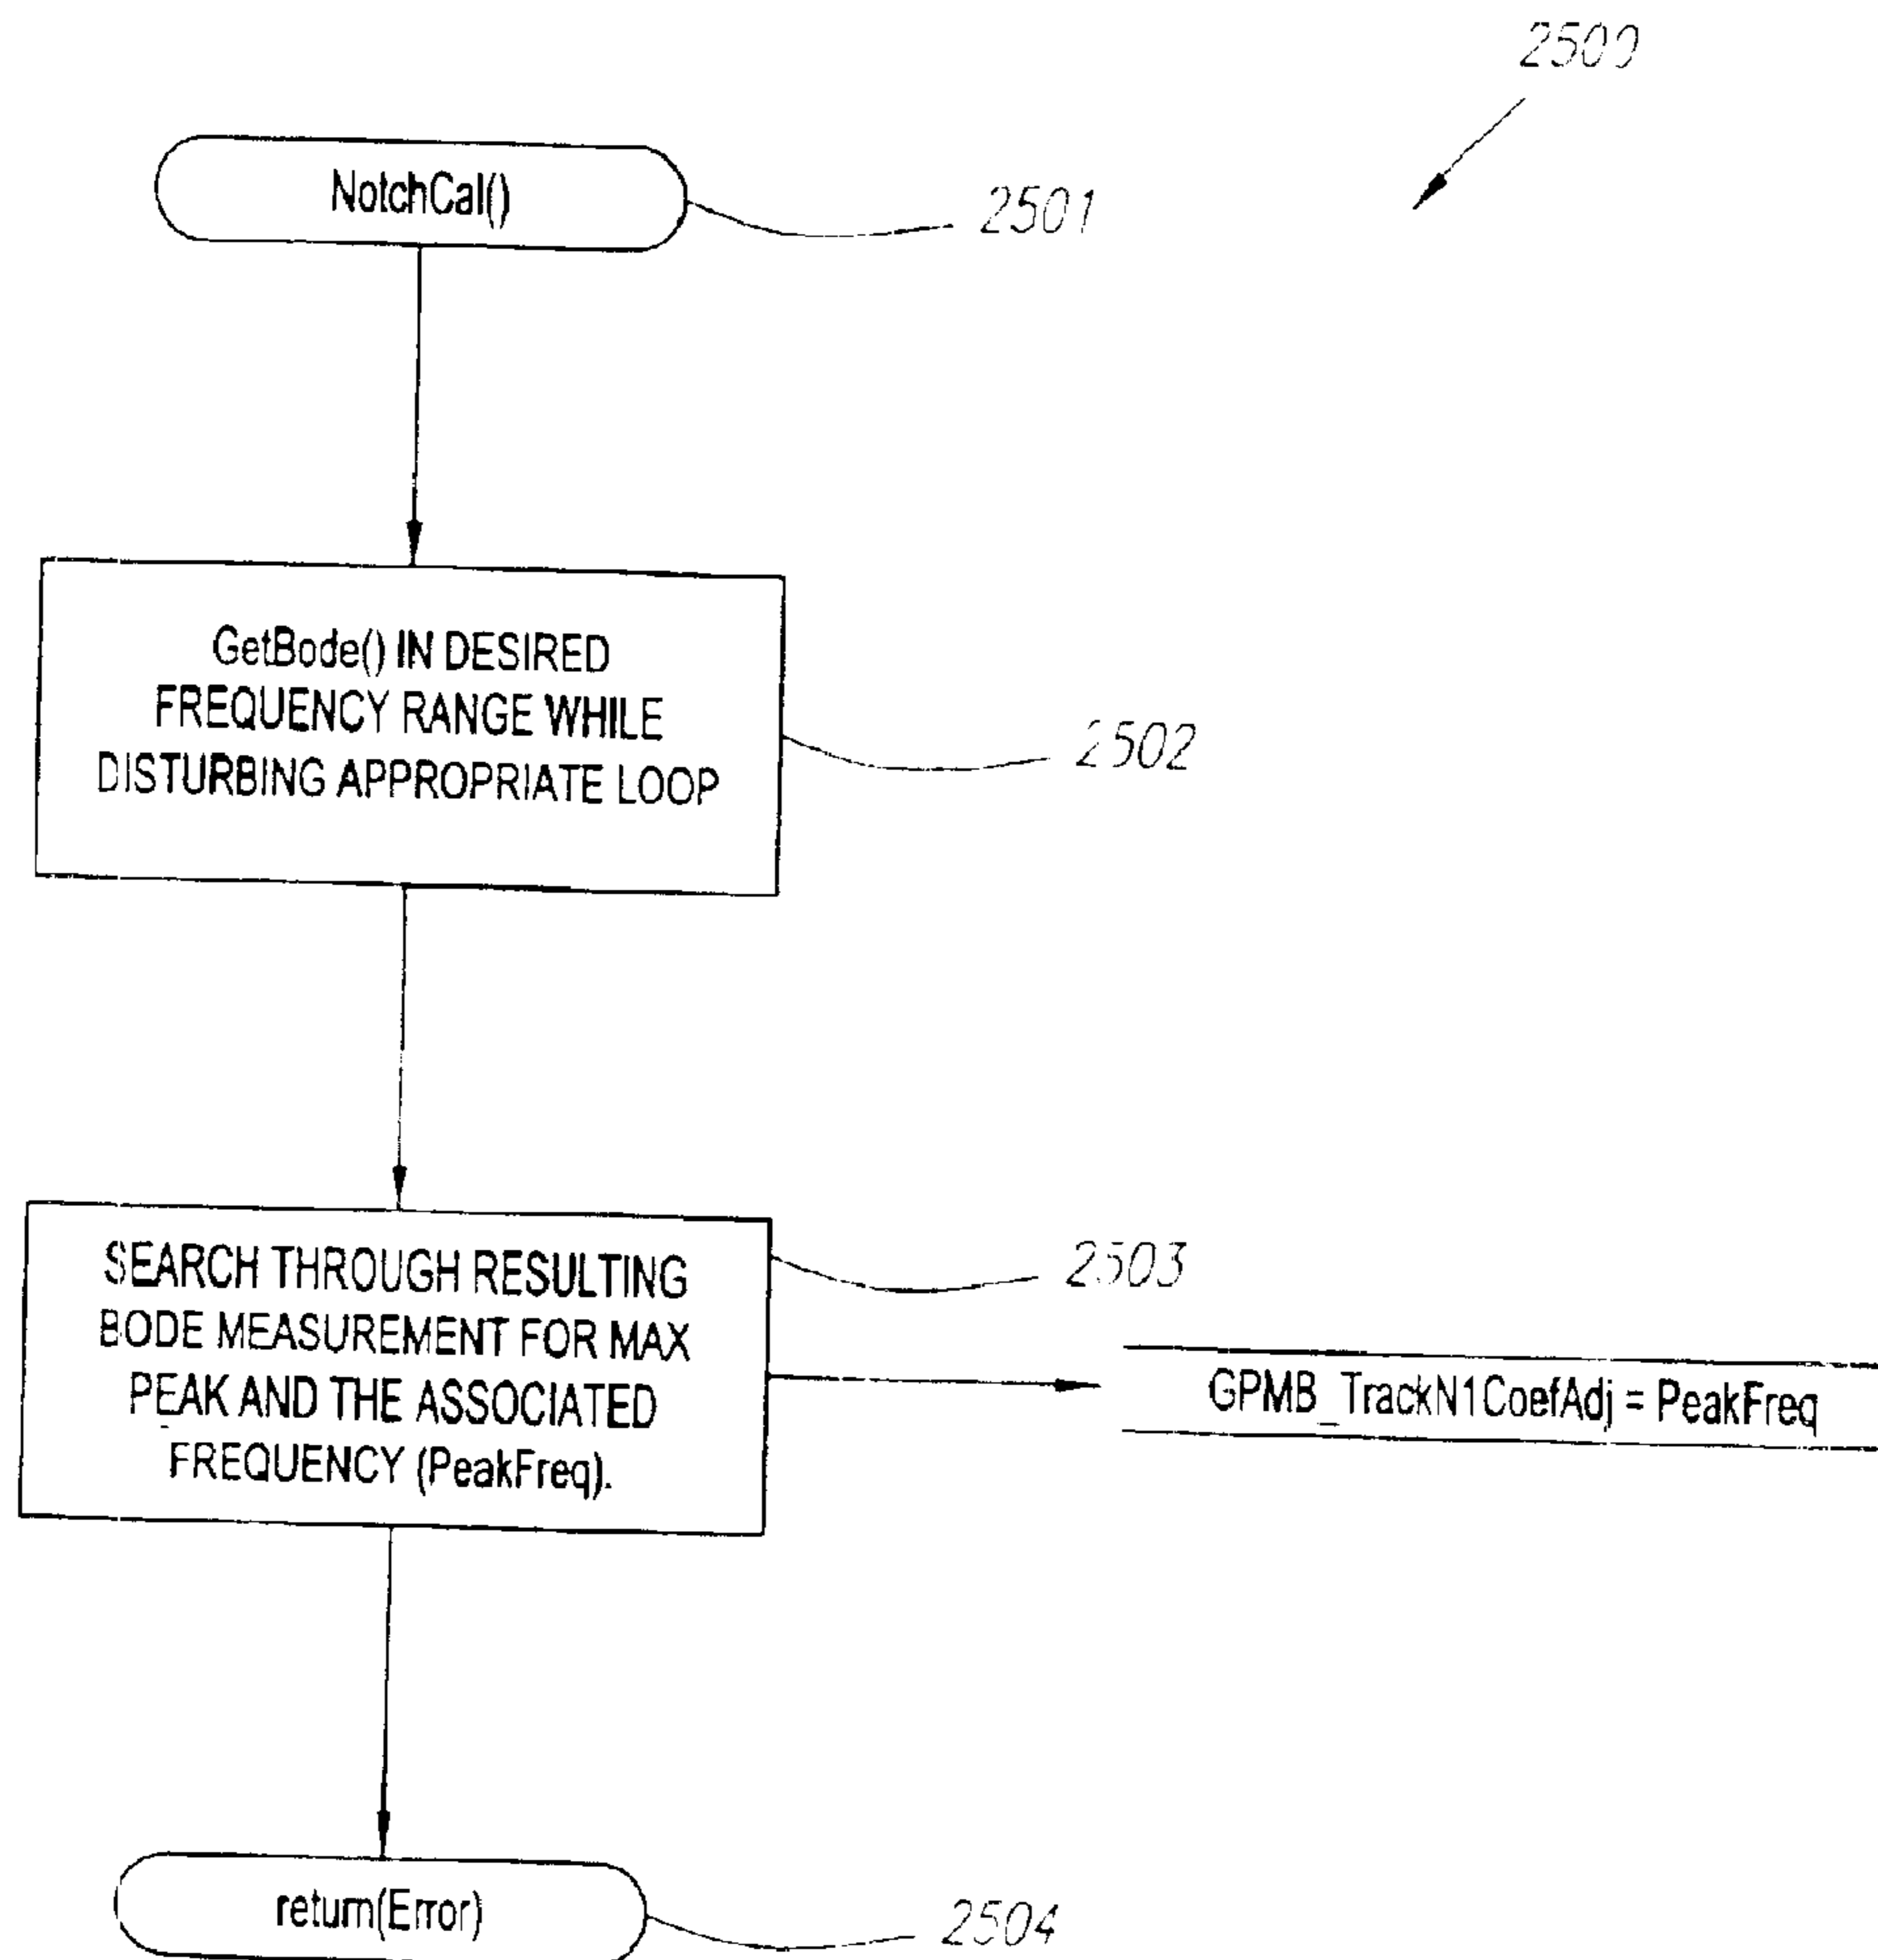 2500
NotchCal()
2501
GetBode() IN DESIRED
FREQUENCY RANGE WHILE
DISTURBING APPROPRIATE LOOP
2502
SEARCH THROUGH RESULTING
BODE MEASUREMENT FOR MAX
PEAK AND THE ASSOCIATED
FREQUENCY (PeakFreq).
2503
GPMB_TrackN1CoefAdj = PeakFreq
return(Error)
2504